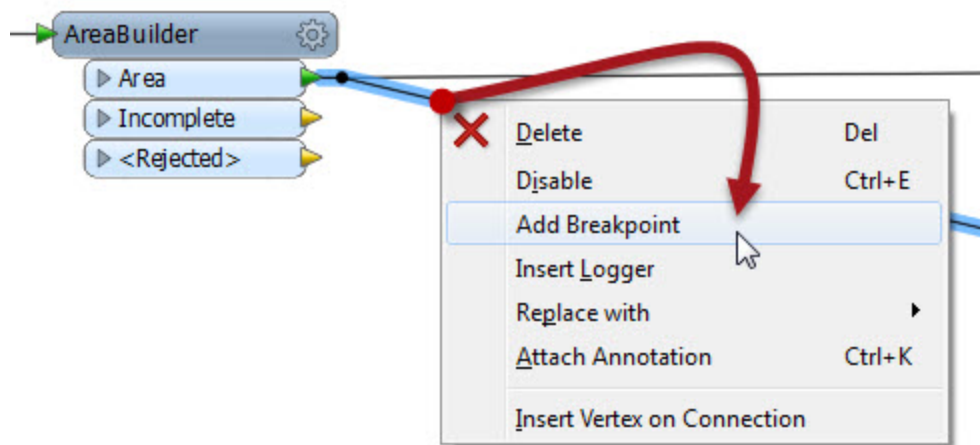 AreaBuilder
Area
Incomplete
<Rejected>
Delete Del
Disable Ctrl+E
Add Breakpoint
Insert Logger
Replace with
Attach Annotation Ctrl+K
Insert Vertex on Connection